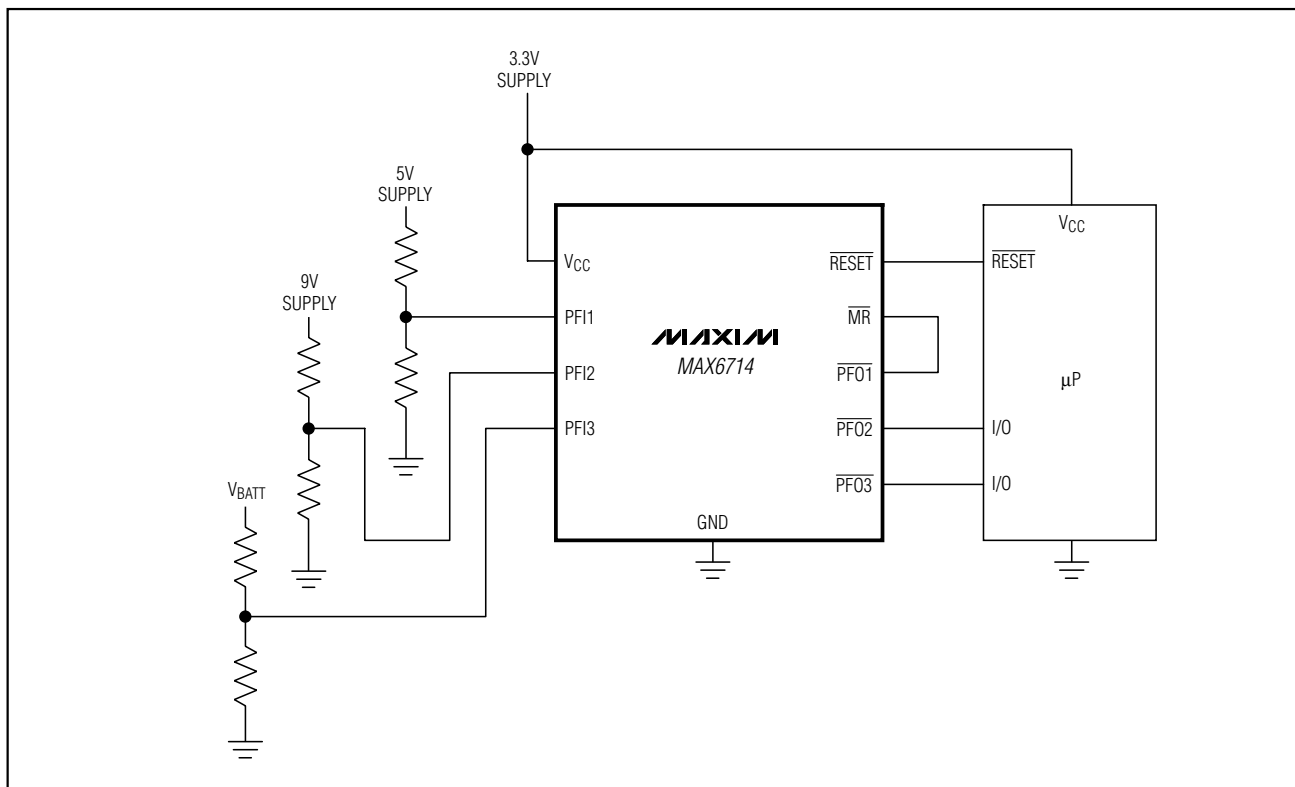 3.3V
SUPPLY
5V
SUPPLY
9V
SUPPLY
VBATT
VCC
PFI1
PFI2
PFI3
MAXIM
MAX6714
GND
RESET
MR
PFO1
PFO2
PFO3
VCC
RESET
µP
I/O
I/O